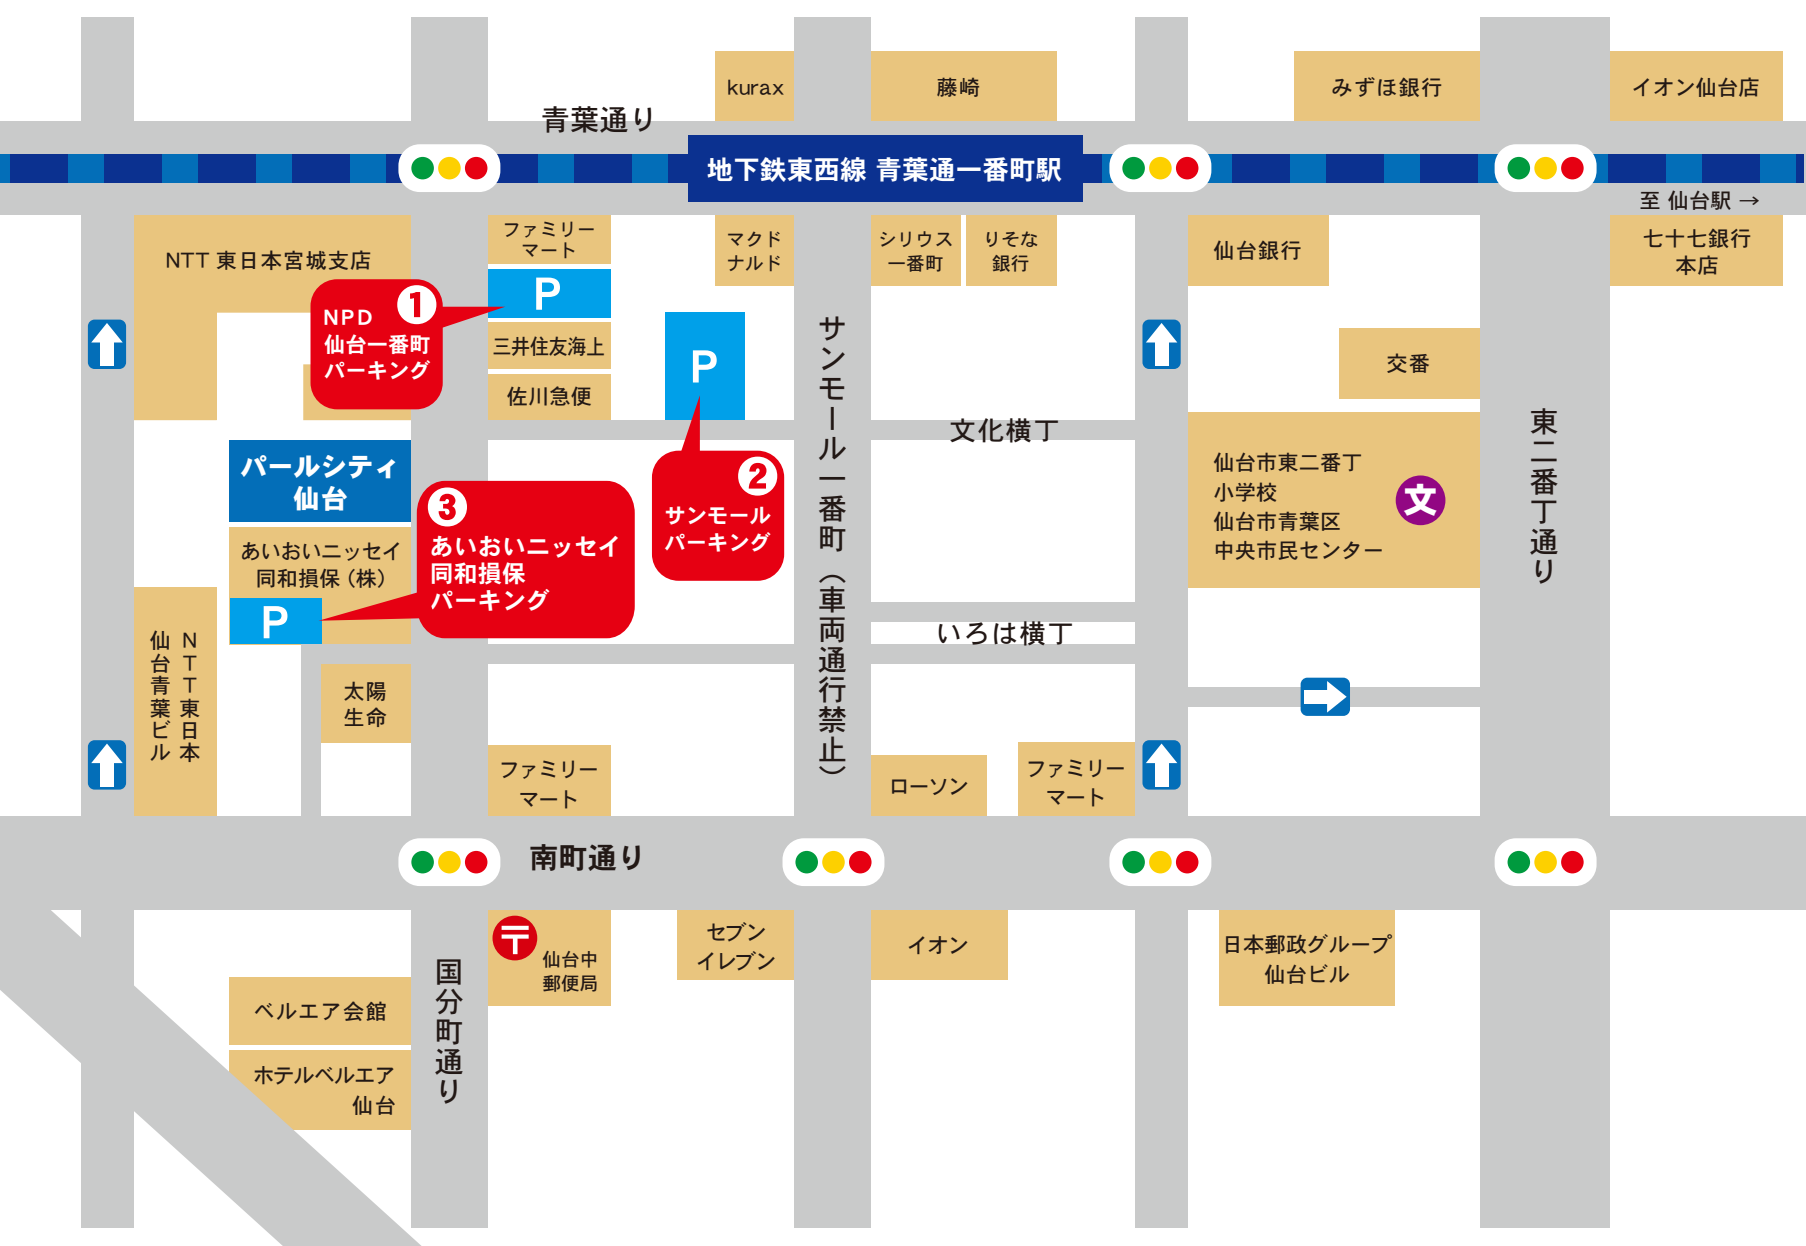 kurax
藤崎
みずほ銀行
イオン仙台店
青葉通り
地下鉄東西線 青葉通一番町駅
至 仙台駅 →
NTT 東日本宮城支店
ファミリー
マート
マクド
ナルド
シリウス
一番町
りそな
銀行
仙台銀行
七十七銀行
本店
P
1
NPD
仙台一番町
パーキング
三井住友海上
佐川急便
P
サンモール一番町（車両通行禁止）
交番
文化横丁
東二番丁通り
パールシティ
仙台
2
サンモール
パーキング
仙台市東二番丁
小学校
仙台市青葉区
中央市民センター
文
3
あいおいニッセイ
同和損保
パーキング
あいおいニッセイ
同和損保（株）
P
いろは横丁
NTT東日本
仙台青葉ビル
太陽
生命
ファミリー
マート
ローソン
ファミリー
マート
南町通り
〒
仙台中
郵便局
セブン
イレブン
イオン
日本郵政グループ
仙台ビル
国分町通り
ベルエア会館
ホテルベルエア
仙台